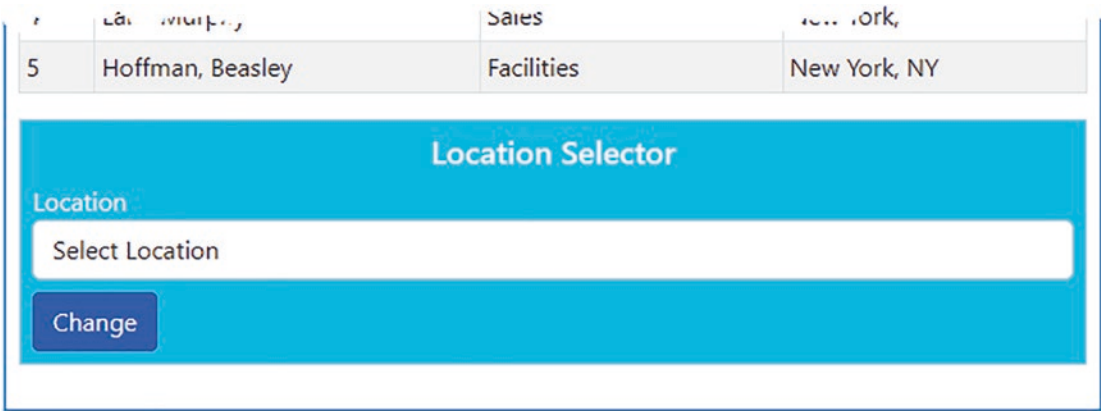 Sales
5 Hoffman, Beasley Facilities New York, NY
Location Selector
Location
Select Location
Change